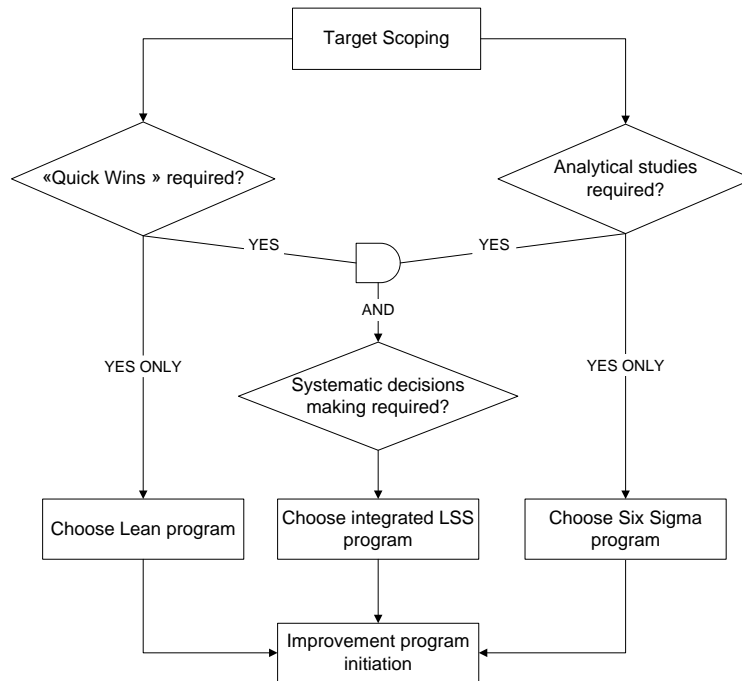 Target Scoping
«Quick Wins » required?
Analytical studies
required?
YES
YES
AND
YES ONLY
YES ONLY
Systematic decisions
making required?
Choose Lean program
Choose integrated LSS
program
Choose Six Sigma
program
Improvement program
initiation